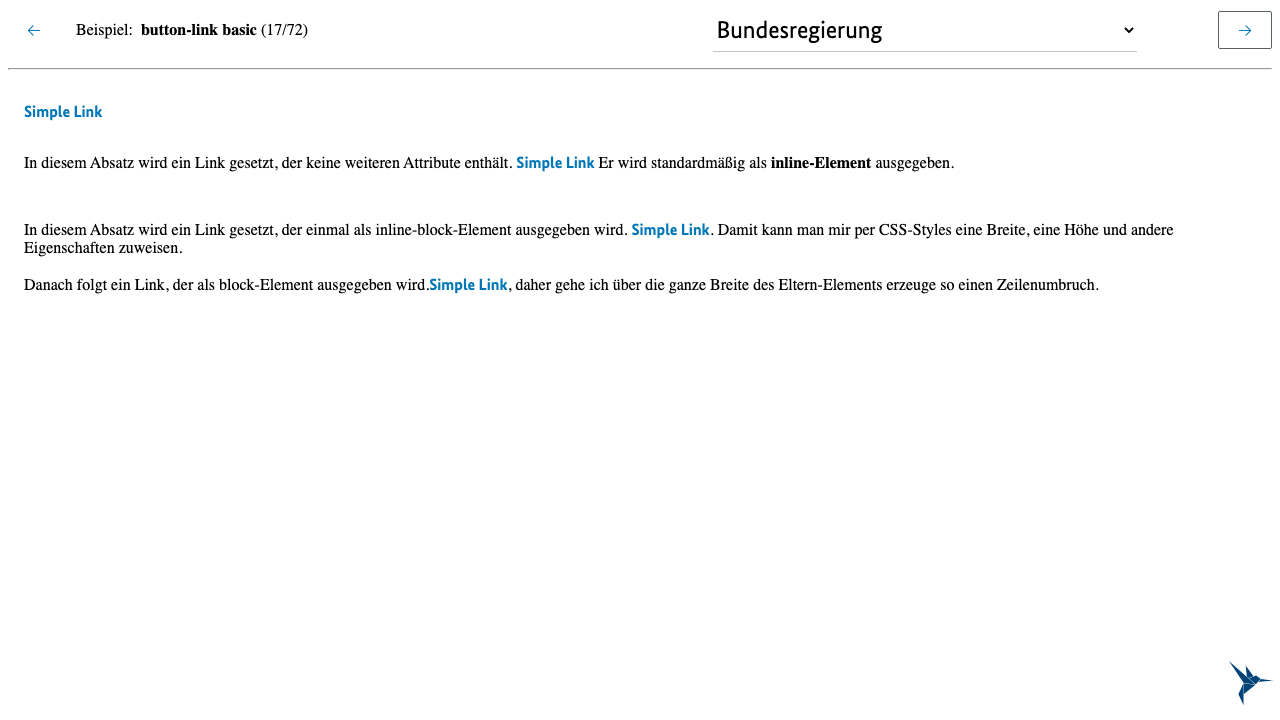 Beispiel: button-link basic (17/72)
Bundesregierung
Simple Link
In diesem Absatz wird ein Link gesetzt, der keine weiteren Attribute enthält. Simple Link Er wird standardmäßig als inline-Element ausgegeben.
In diesem Absatz wird ein Link gesetzt, der einmal als inline-block-Element ausgegeben wird. Simple Link. Damit kann man mir per CSS-Styles eine Breite, eine Höhe und andere
Eigenschaften zuweisen.
Danach folgt ein Link, der als block-Element ausgegeben wird.Simple Link, daher gehe ich über die ganze Breite des Eltern-Elements erzeuge so einen Zeilenumbruch.